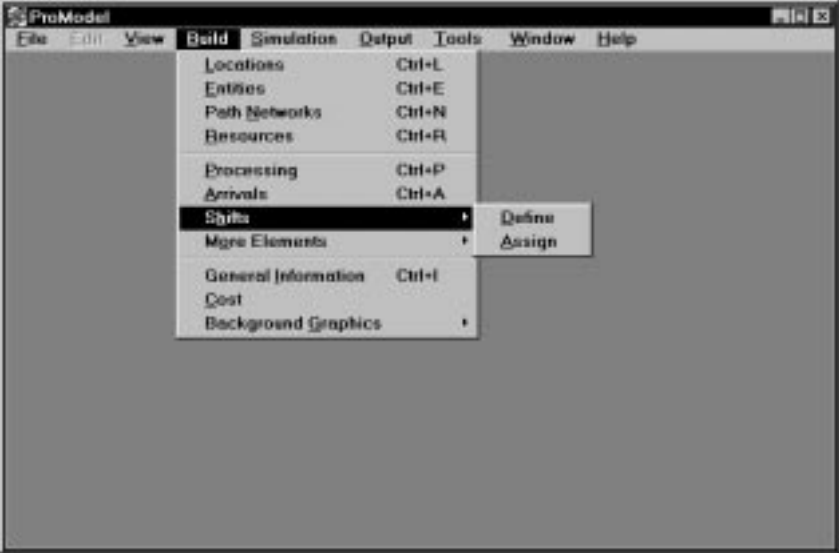 ProModel
File Edit View Build Simulation Output Tools Window Help
Locations Ctrl+L
Entities Ctrl+E
Path Networks Ctrl+N
Resources Ctrl+R
Processing Ctrl+P
Arrivals Ctrl+A
Shifts Define
More Elements Assign
General Information Ctrl+I
Cost
Background Graphics